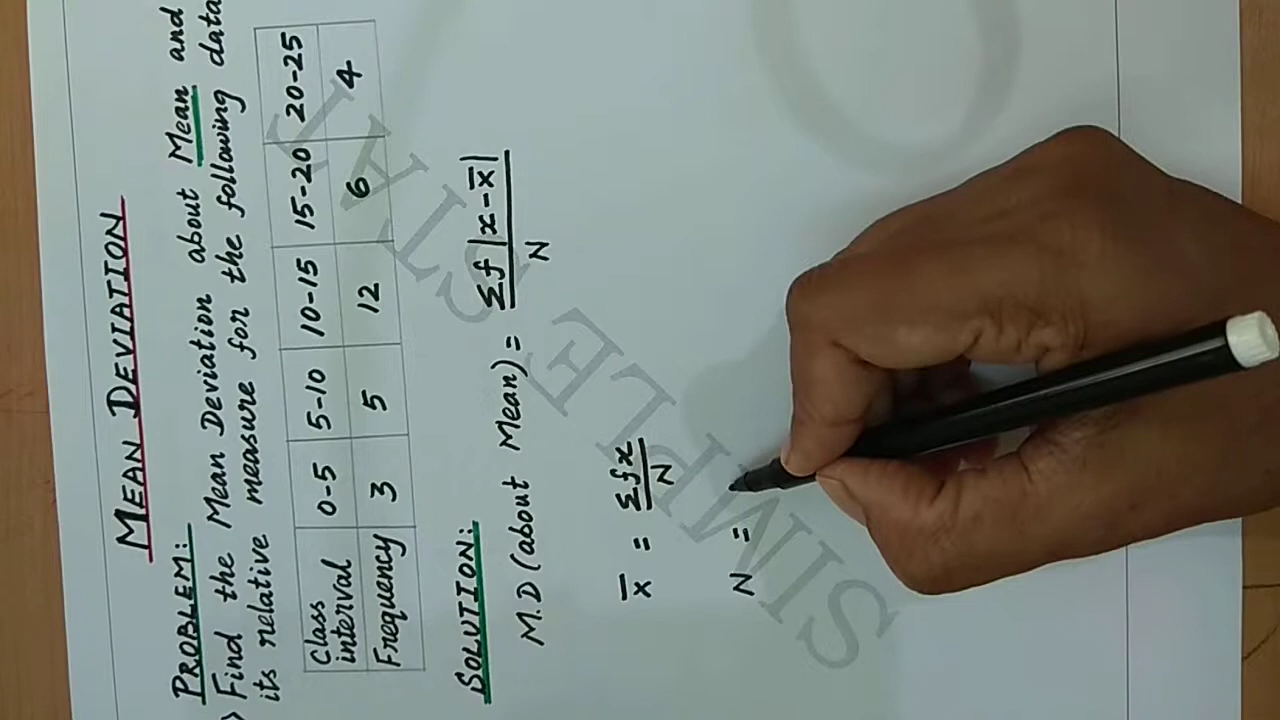 MEAN DEVIATION
PROBLEM:
) Find the Mean Deviation about Mean and
its relative measure for the following data
Class interval 0-5 5-10 10-15 15-20 20-25
Frequency 3 5 12 6 4
SOLUTION:
M.D (about Mean) = Σf |x-x̅| / N
x̅ = Σfx / N
N =
SIMPLE STAT